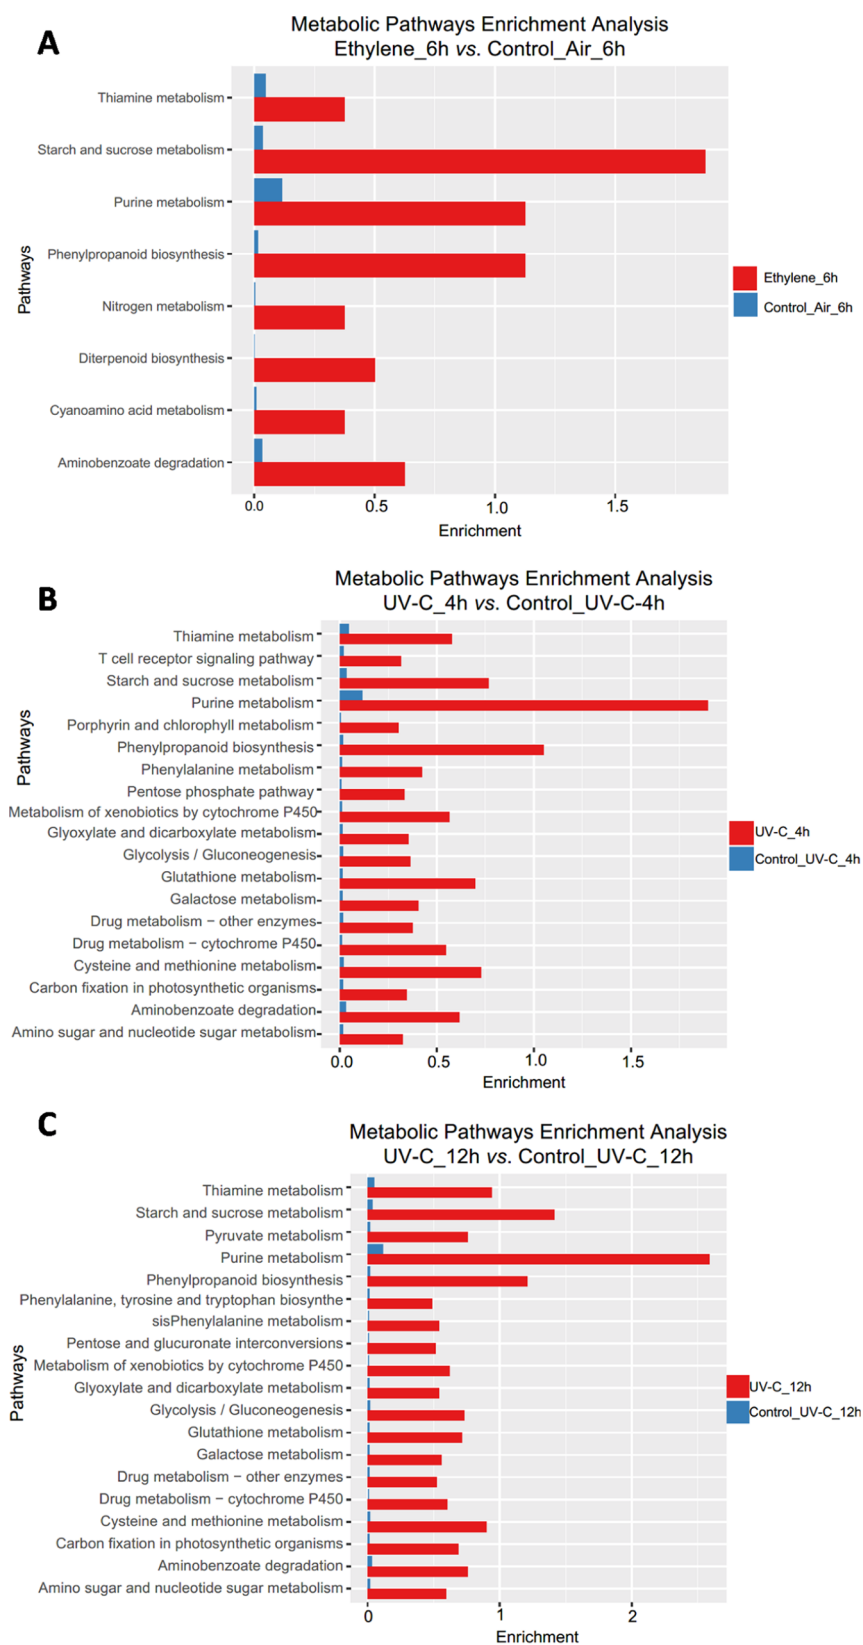 A
Metabolic Pathways Enrichment Analysis
Ethylene_6h vs. Control_Air_6h
Pathways
Thiamine metabolism
Starch and sucrose metabolism
Purine metabolism
Phenylpropanoid biosynthesis
Nitrogen metabolism
Diterpenoid biosynthesis
Cyanoamino acid metabolism
Aminobenzoate degradation
Ethylene_6h
Control_Air_6h
0.0 0.5 1.0 1.5
Enrichment
B
Metabolic Pathways Enrichment Analysis
UV-C_4h vs. Control_UV-C-4h
Pathways
Thiamine metabolism
T cell receptor signaling pathway
Starch and sucrose metabolism
Purine metabolism
Porphyrin and chlorophyll metabolism
Phenylpropanoid biosynthesis
Phenylalanine metabolism
Pentose phosphate pathway
Metabolism of xenobiotics by cytochrome P450
Glyoxylate and dicarboxylate metabolism
Glycolysis / Gluconeogenesis
Glutathione metabolism
Galactose metabolism
Drug metabolism − other enzymes
Drug metabolism − cytochrome P450
Cysteine and methionine metabolism
Carbon fixation in photosynthetic organisms
Aminobenzoate degradation
Amino sugar and nucleotide sugar metabolism
UV-C_4h
Control_UV-C_4h
0.0 0.5 1.0 1.5
Enrichment
C
Metabolic Pathways Enrichment Analysis
UV-C_12h vs. Control_UV-C_12h
Pathways
Thiamine metabolism
Starch and sucrose metabolism
Pyruvate metabolism
Purine metabolism
Phenylpropanoid biosynthesis
Phenylalanine, tyrosine and tryptophan biosynthe
sisPhenylalanine metabolism
Pentose and glucuronate interconversions
Metabolism of xenobiotics by cytochrome P450
Glyoxylate and dicarboxylate metabolism
Glycolysis / Gluconeogenesis
Glutathione metabolism
Galactose metabolism
Drug metabolism − other enzymes
Drug metabolism − cytochrome P450
Cysteine and methionine metabolism
Carbon fixation in photosynthetic organisms
Aminobenzoate degradation
Amino sugar and nucleotide sugar metabolism
UV-C_12h
Control_UV-C_12h
0 1 2
Enrichment